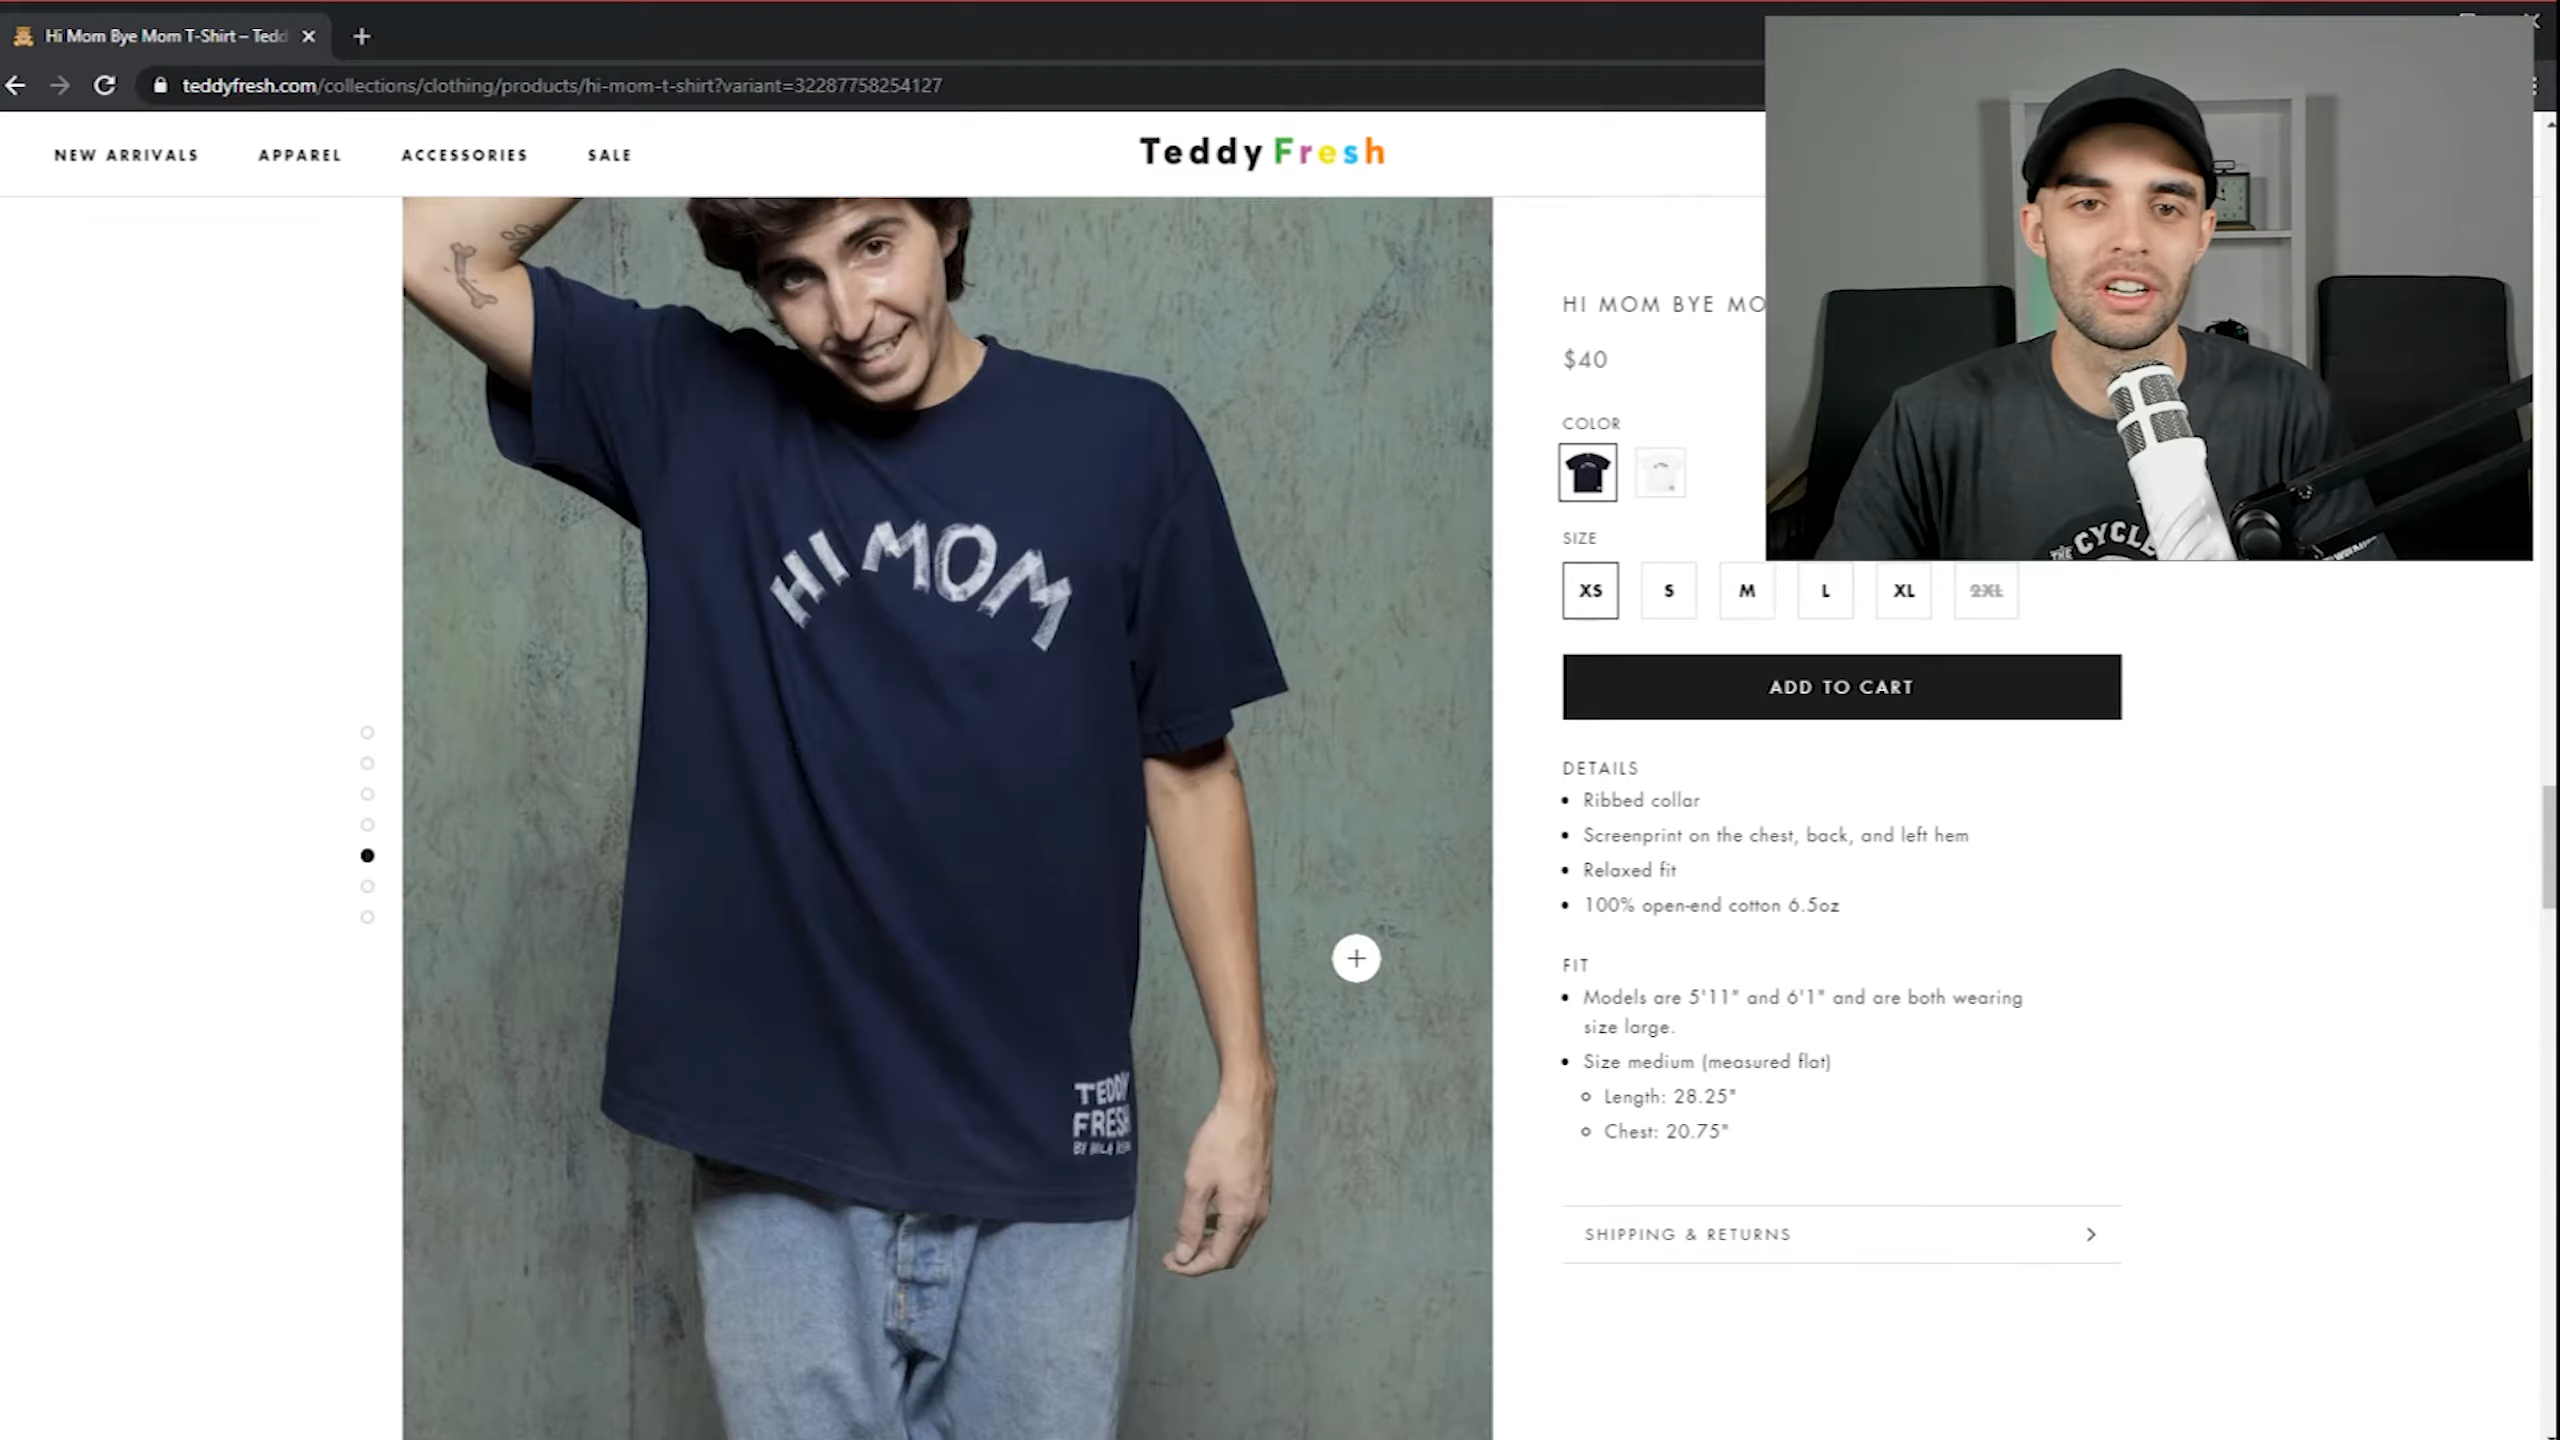 Hi Mom Bye Mom T-Shirt – Tedd
teddyfresh.com/collections/clothing/products/hi-mom-t-shirt?variant=32287758254127
NEW ARRIVALS
APPAREL
ACCESSORIES
SALE
Teddy Fresh
HI MOM
TEDDY
FRESH
BY
HI MOM BYE MO
$40
COLOR
SIZE
XS
S
M
L
XL
2XL
ADD TO CART
DETAILS
Ribbed collar
Screenprint on the chest, back, and left hem
Relaxed fit
100% open-end cotton 6.5oz
FIT
Models are 5'11" and 6'1" and are both wearing
size large.
Size medium (measured flat)
Length: 28.25"
Chest: 20.75"
SHIPPING & RETURNS
THE CYCLE